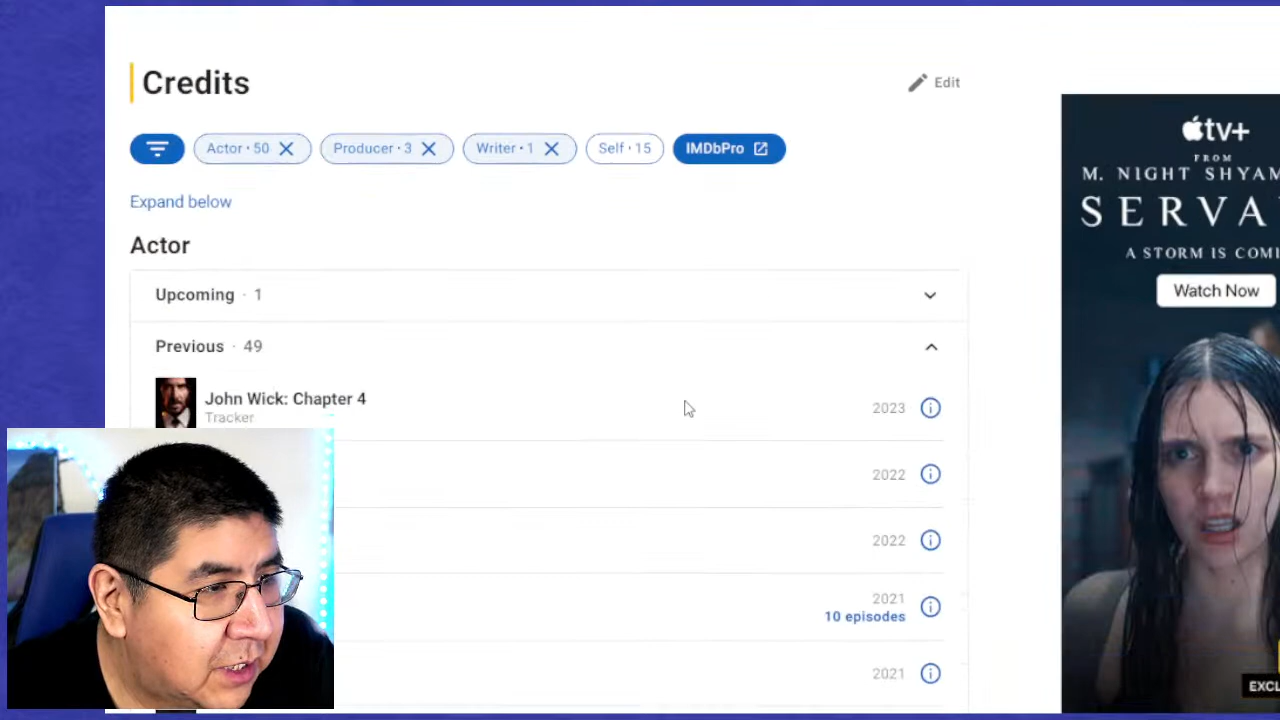 Credits
Edit
Actor · 50
Producer · 3
Writer · 1
Self · 15
IMDbPro
Expand below
Actor
Upcoming · 1
Previous · 49
John Wick: Chapter 4
Tracker
2023
2022
2022
2021
10 episodes
2021
tv+
FROM
M. NIGHT SHYAM
SERVA
A STORM IS COMI
Watch Now
EXCL